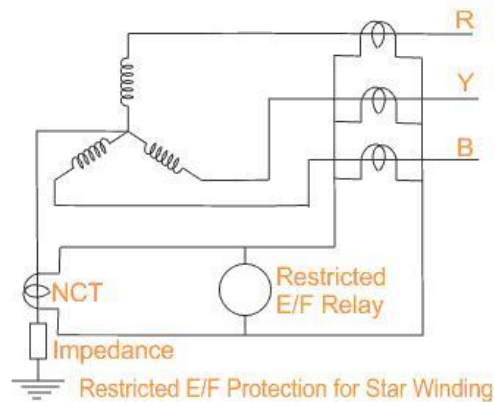 R
Y
B
NCT
Restricted
E/F Relay
Impedance
Restricted E/F Protection for Star Winding